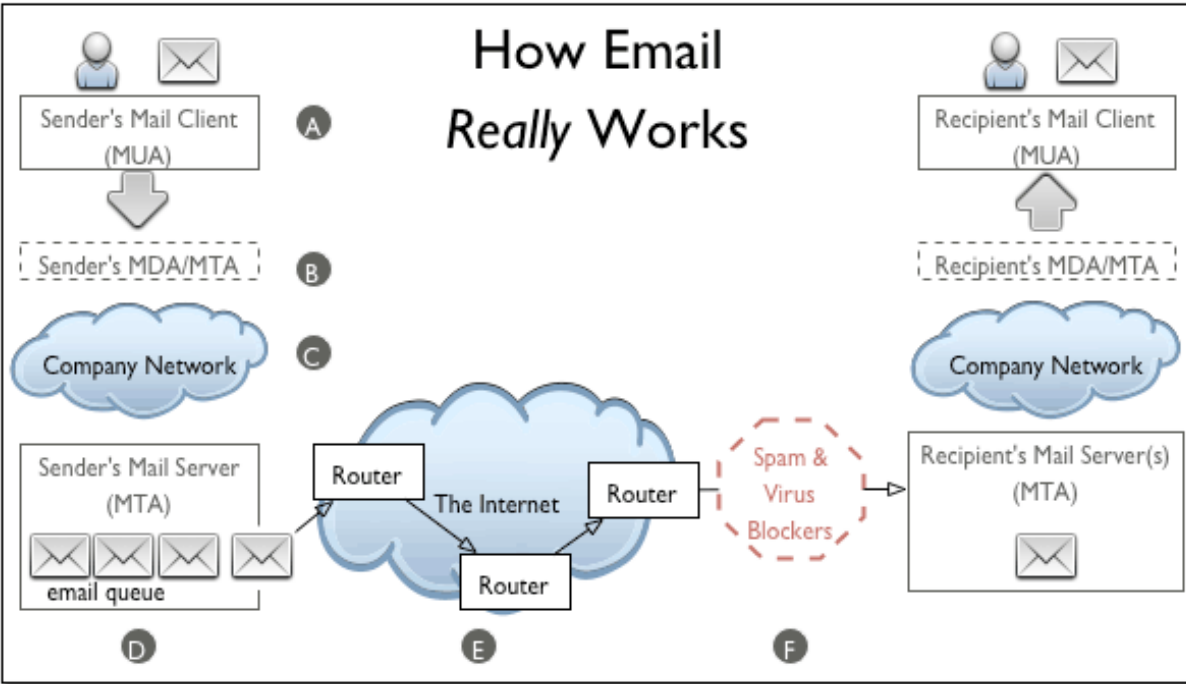 How Email
Really Works
Sender's Mail Client
(MUA)
A
Recipient's Mail Client
(MUA)
Sender's MDA/MTA
B
Recipient's MDA/MTA
Company Network
C
Company Network
Sender's Mail Server
(MTA)
email queue
Router
The Internet
Router
Router
Spam &
Virus
Blockers
Recipient's Mail Server(s)
(MTA)
D
E
F